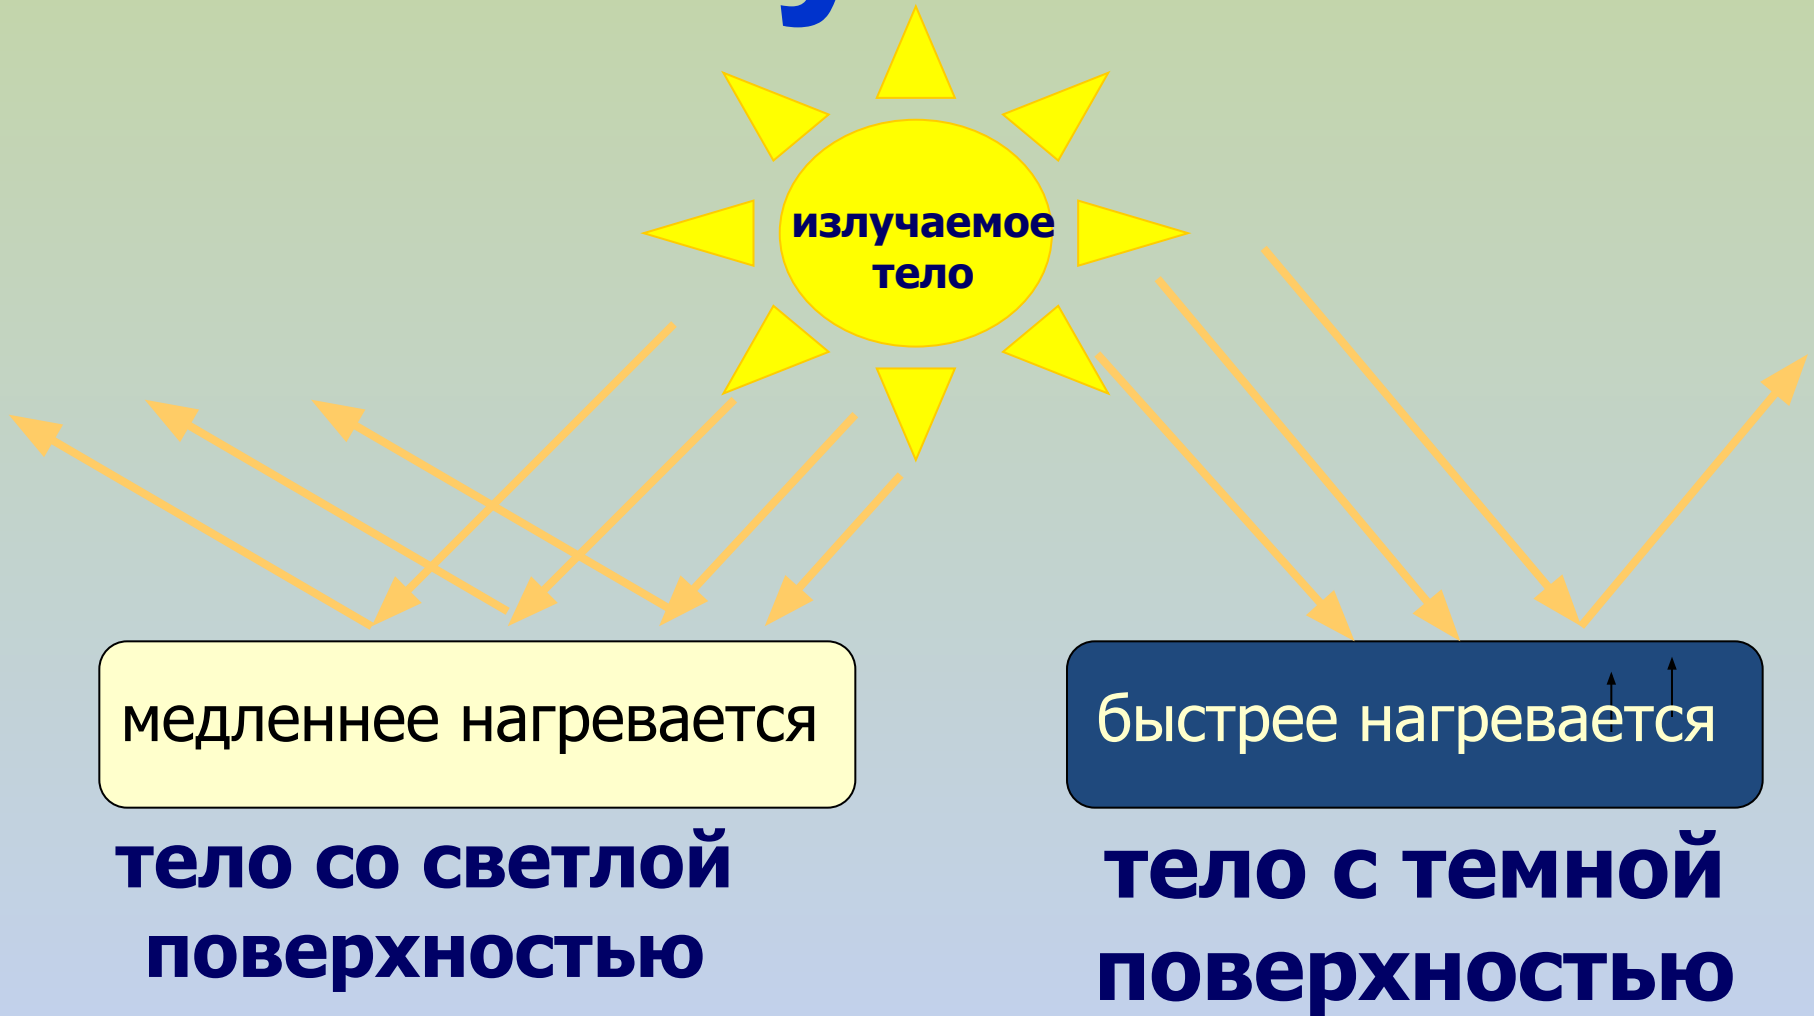 излучаемое
тело
медленнее нагревается
быстрее нагревается
тело со светлой
поверхностью
тело с темной
поверхностью